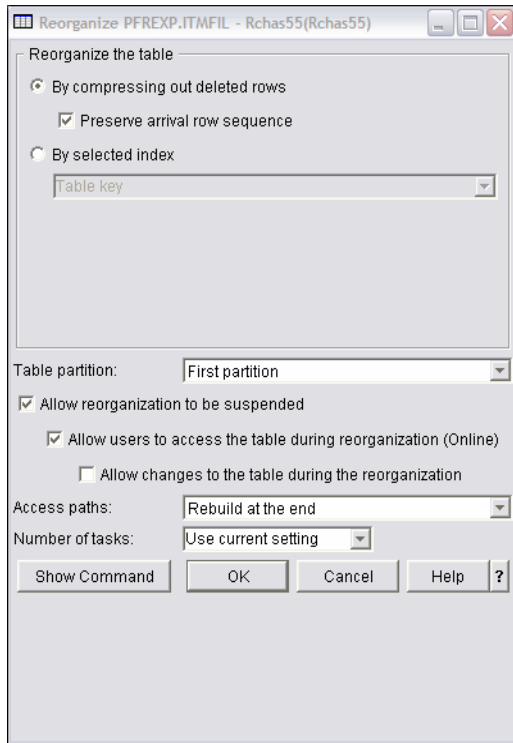 Reorganize PFREXP.ITMFIL - Rchas55(Rchas55)
Reorganize the table
By compressing out deleted rows
Preserve arrival row sequence
By selected index
Table key
Table partition: First partition
Allow reorganization to be suspended
Allow users to access the table during reorganization (Online)
Allow changes to the table during the reorganization
Access paths: Rebuild at the end
Number of tasks: Use current setting
Show Command OK Cancel Help ?